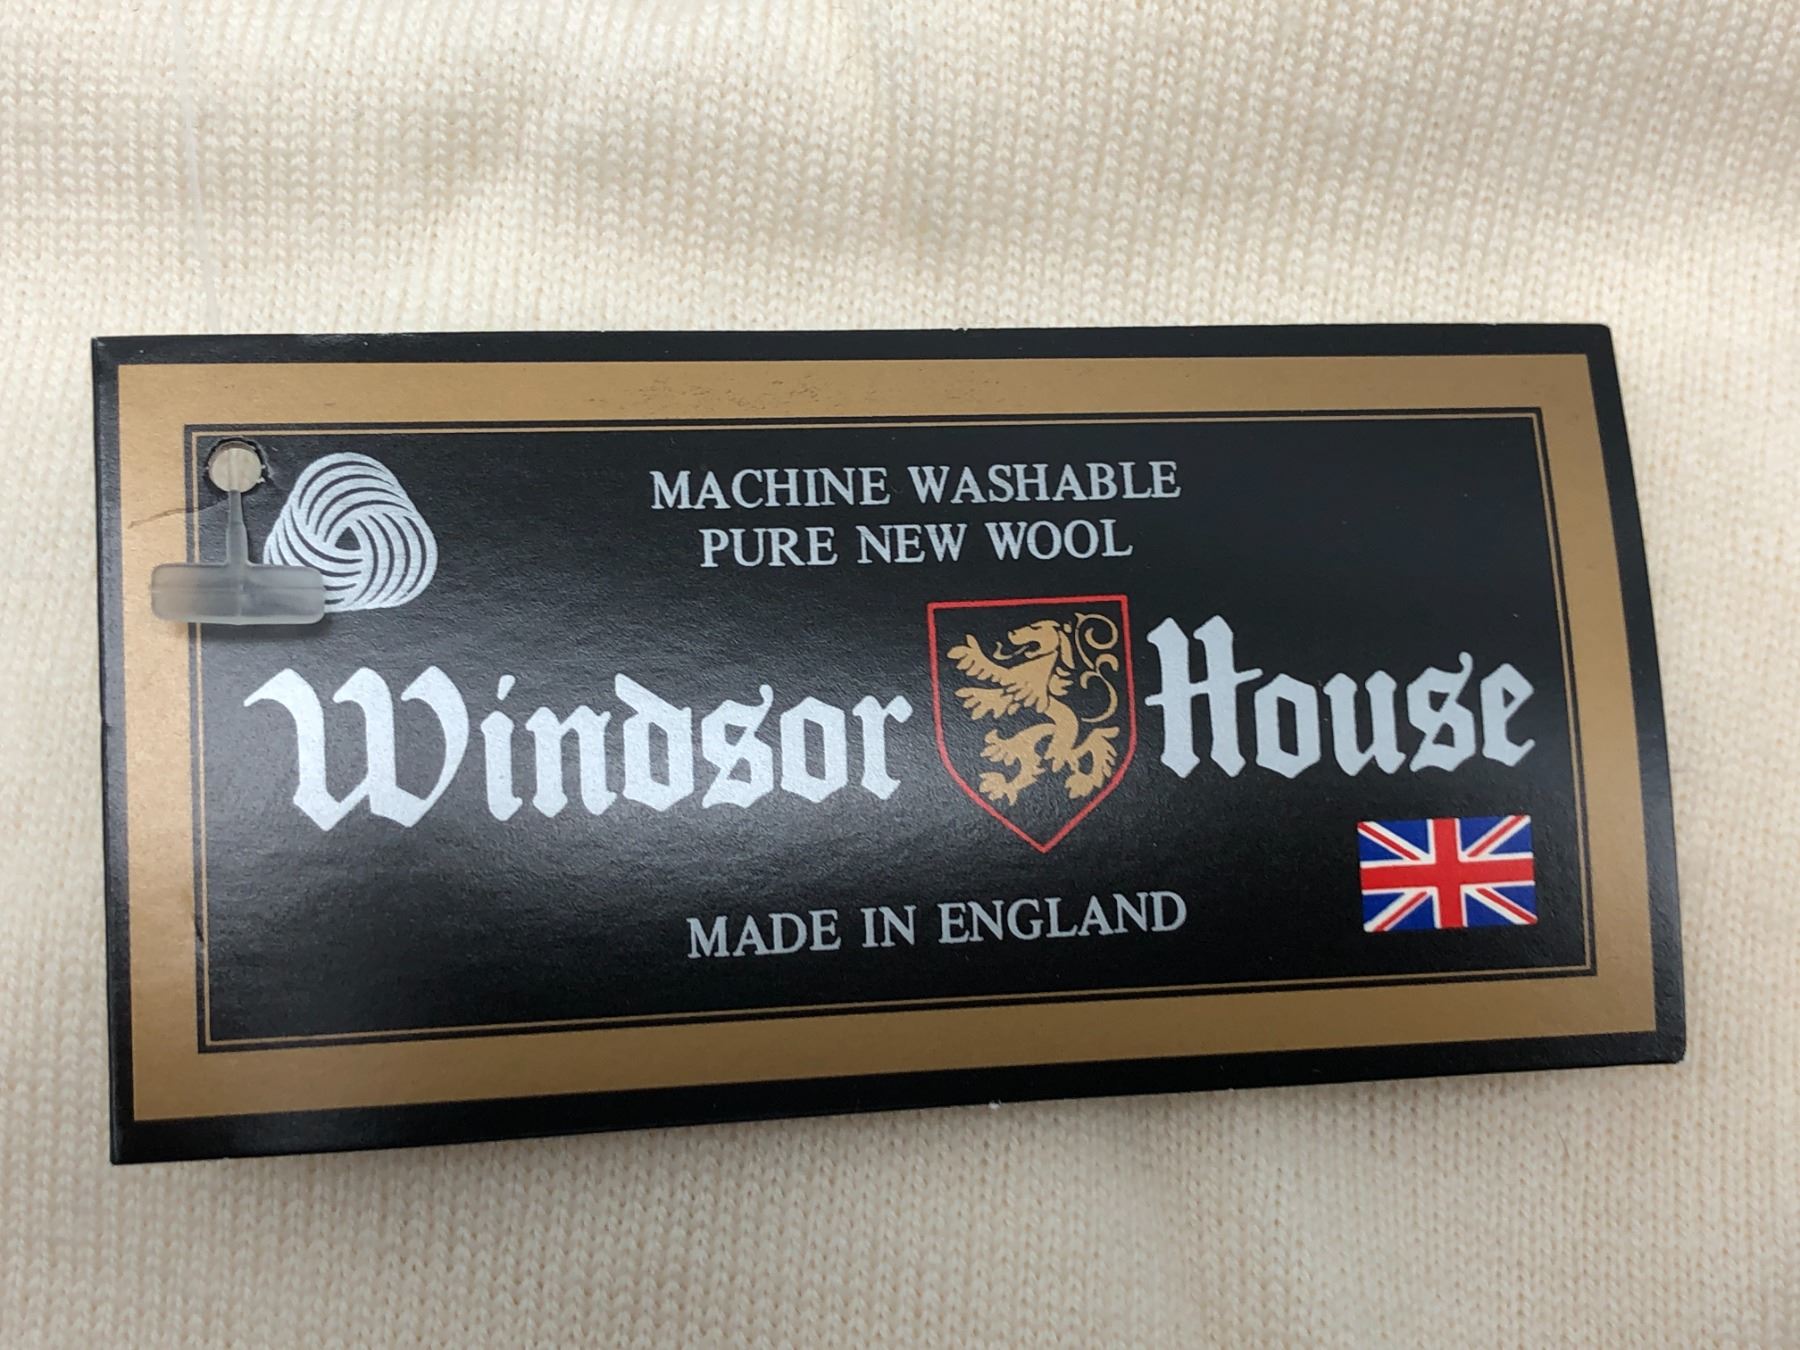 MACHINE WASHABLE
PURE NEW WOOL
Windsor House
MADE IN ENGLAND